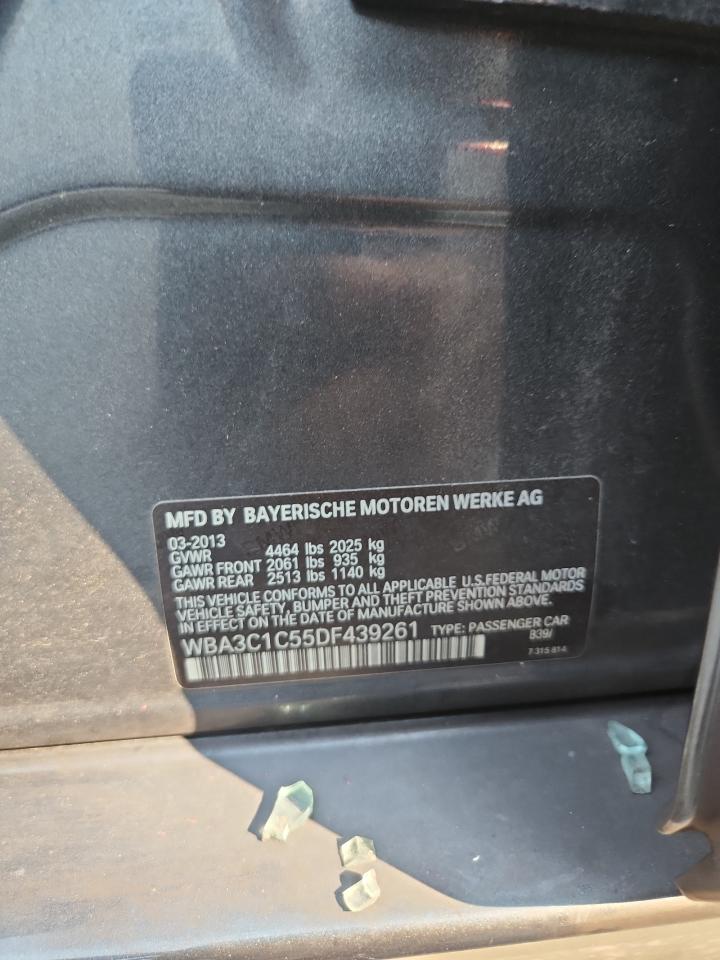 MFD BY BAYERISCHE MOTOREN WERKE AG
03-2013
GVWR 4464 lbs 2025 kg
GAWR FRONT 2061 lbs 935 kg
GAWR REAR 2513 lbs 1140 kg
THIS VEHICLE CONFORMS TO ALL APPLICABLE U.S.FEDERAL MOTOR
VEHICLE SAFETY, BUMPER AND THEFT PREVENTION STANDARDS
IN EFFECT ON THE DATE OF MANUFACTURE SHOWN ABOVE.
WBA3C1C55DF439261 TYPE: PASSENGER CAR
B39/
7 315 814